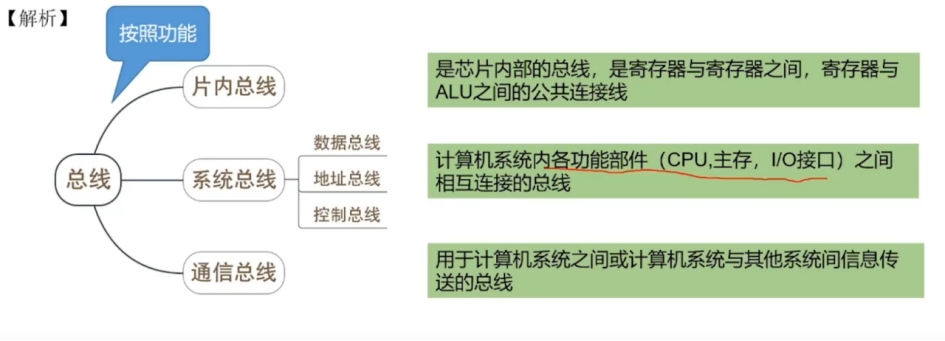 【解析】
按照功能
片内总线
是芯片内部的总线，是寄存器与寄存器之间，寄存器与
ALU之间的公共连接线
总线
系统总线
数据总线
地址总线
控制总线
计算机系统内各功能部件（CPU,主存，I/O接口）之间
相互连接的总线
通信总线
用于计算机系统之间或计算机系统与其他系统间信息传
送的总线